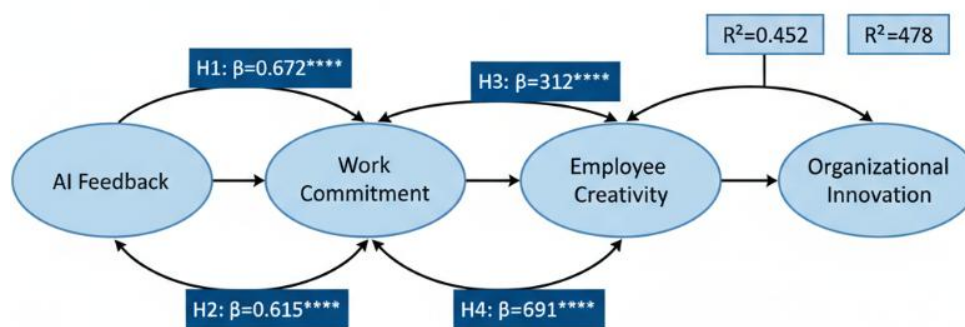 R²=0.452
R²=478
H1: β=0.672****
H3: β=312****
AI Feedback
Work
Commitment
Employee
Creativity
Organizational
Innovation
H2: β=0.615****
H4: β=691****